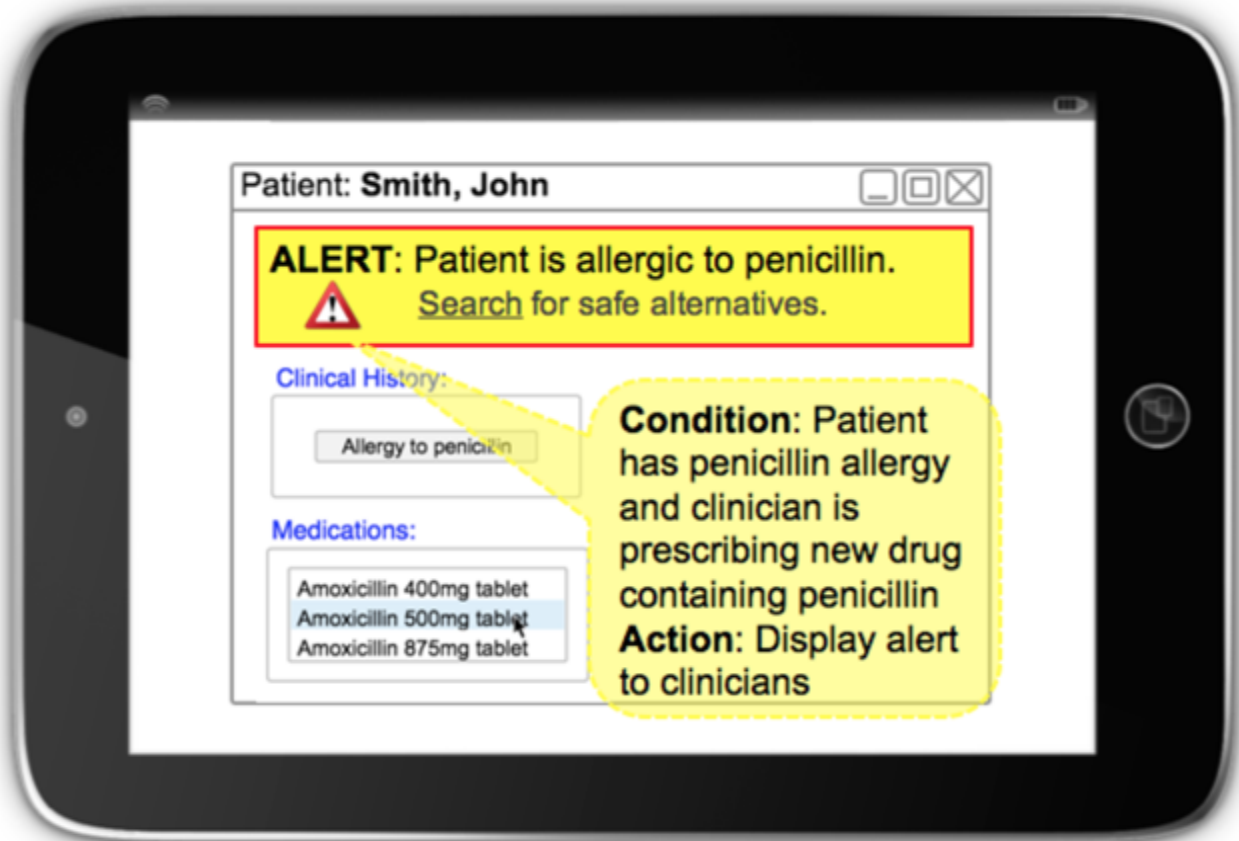 Patient: Smith, John
ALERT: Patient is allergic to penicillin.
Search for safe alternatives.
Clinical History:
Allergy to penicillin
Medications:
Amoxicillin 400mg tablet
Amoxicillin 500mg tablet
Amoxicillin 875mg tablet
Condition: Patient
has penicillin allergy
and clinician is
prescribing new drug
containing penicillin
Action: Display alert
to clinicians